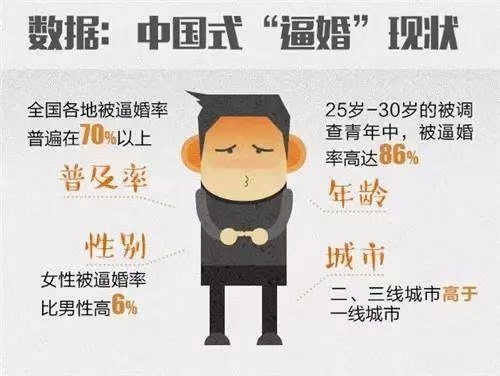 数据：中国式“逼婚”现状
全国各地被逼婚率
普遍在70%以上
普及率
25岁-30岁的被调
查青年中，被逼婚
率高达86%
年龄
性别
女性被逼婚率
比男性高6%
城市
二、三线城市高于
一线城市